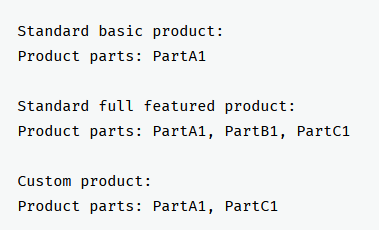 Standard basic product:
Product parts: PartA1
Standard full featured product:
Product parts: PartA1, PartB1, PartC1
Custom product:
Product parts: PartA1, PartC1